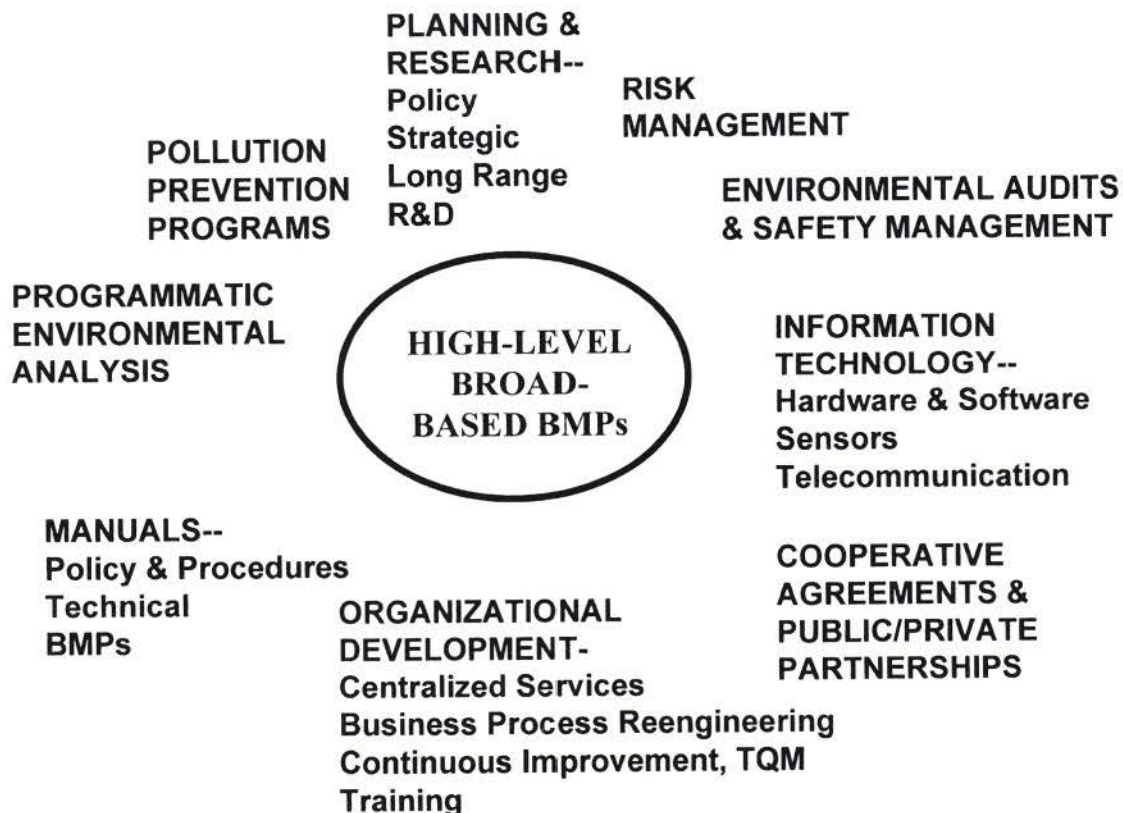 PLANNING &
RESEARCH--
Policy
Strategic
Long Range
R&D
RISK
MANAGEMENT
POLLUTION
PREVENTION
PROGRAMS
ENVIRONMENTAL AUDITS
& SAFETY MANAGEMENT
PROGRAMMATIC
ENVIRONMENTAL
ANALYSIS
HIGH-LEVEL
BROAD-
BASED BMPs
INFORMATION
TECHNOLOGY--
Hardware & Software
Sensors
Telecommunication
MANUALS--
Policy & Procedures
Technical
BMPs
ORGANIZATIONAL
DEVELOPMENT-
Centralized Services
Business Process Reengineering
Continuous Improvement, TQM
Training
COOPERATIVE
AGREEMENTS &
PUBLIC/PRIVATE
PARTNERSHIPS